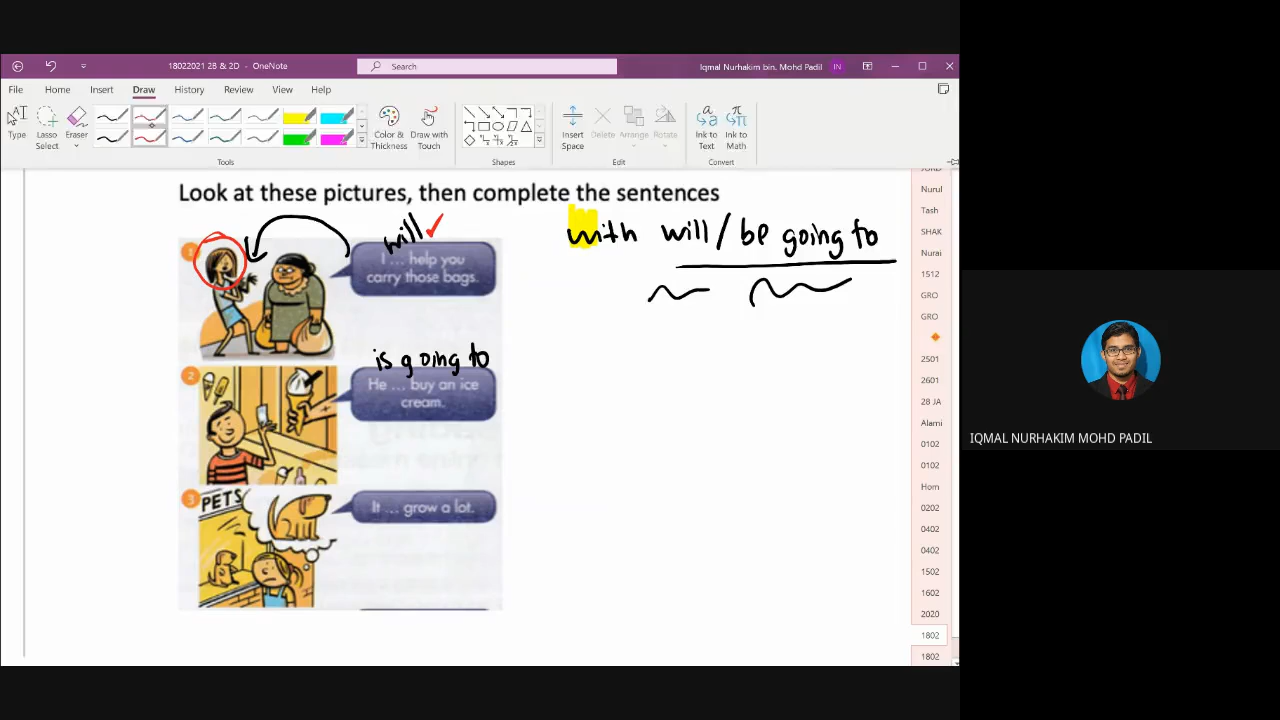 18022021 2B & 2D - OneNote
Search
Iqmal Nurhakim bin. Mohd Padil
IN
File Home Insert Draw History Review View Help
Type
Lasso Select
Eraser
Color & Thickness
Draw with Touch
Insert Space
Delete
Arrange
Rotate
Ink to Text
Ink to Math
Tools
Shapes
Edit
Convert
Look at these pictures, then complete the sentences
with will / be going to
1
will ✓
I ... help you
carry those bags.
is going to
2
He ... buy an ice
cream.
3
PETS
It ... grow a lot.
Nurul
Tash
SHAK
Nurai
1512
GRO
GRO
2501
2601
28 JA
Alami
0102
0102
Hom
0202
0402
0402
1502
1602
2020
1802
1802
IQMAL NURHAKIM MOHD PADIL